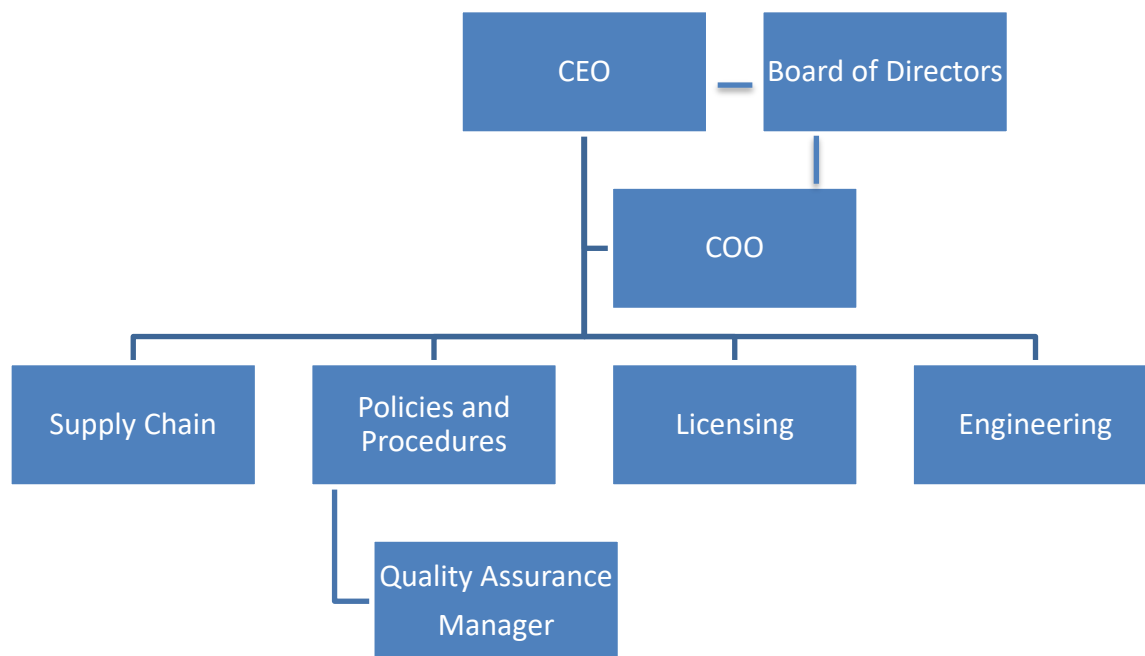 CEO
Board of Directors
COO
Supply Chain
Policies and
Procedures
Licensing
Engineering
Quality Assurance
Manager